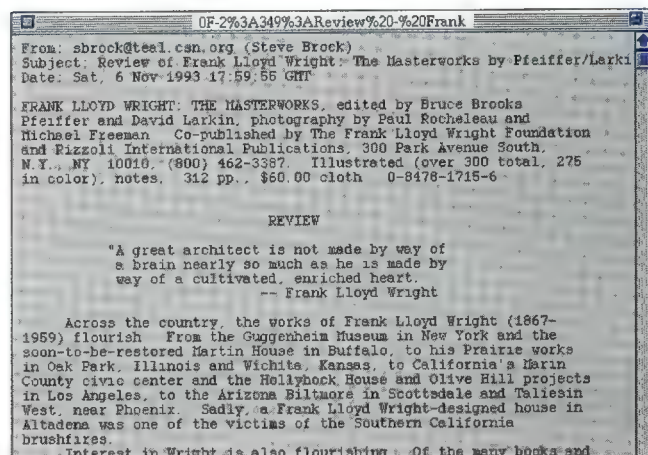 0F-2%3A349%3AReview%20-%20Frank
From: sbrock@teal.csn.org (Steve Brock)
Subject: Review of Frank Lloyd Wright: The Masterworks by Pfeiffer/Larki
Date: Sat, 6 Nov 1993 17:59:55 GMT
FRANK LLOYD WRIGHT: THE MASTERWORKS, edited by Bruce Brooks
Pfeiffer and David Larkin, photography by Paul Rocheleau and
Michael Freeman Co-published by The Frank Lloyd Wright Foundation
and Rizzoli International Publications, 300 Park Avenue South,
N.Y., NY 10010, (800) 462-3387. Illustrated (over 300 total, 275
in color), notes, 312 pp., $60.00 cloth 0-8478-1715-6
REVIEW
"A great architect is not made by way of
a brain nearly so much as he is made by
way of a cultivated, enriched heart.
-- Frank Lloyd Wright
Across the country, the works of Frank Lloyd Wright (1867-
1959) flourish From the Guggenheim Museum in New York and the
soon-to-be-restored Martin House in Buffalo, to his Prairie works
in Oak Park, Illinois and Wichita, Kansas, to California's Marin
County civic center and the Hollyhock House and Olive Hill projects
in Los Angeles, to the Arizona Biltmore in Scottsdale and Taliesin
West, near Phoenix. Sadly, a Frank Lloyd Wright-designed house in
Altadena was one of the victims of the Southern California
brushfires.
Interest in Wright is also flourishing Of the many books and